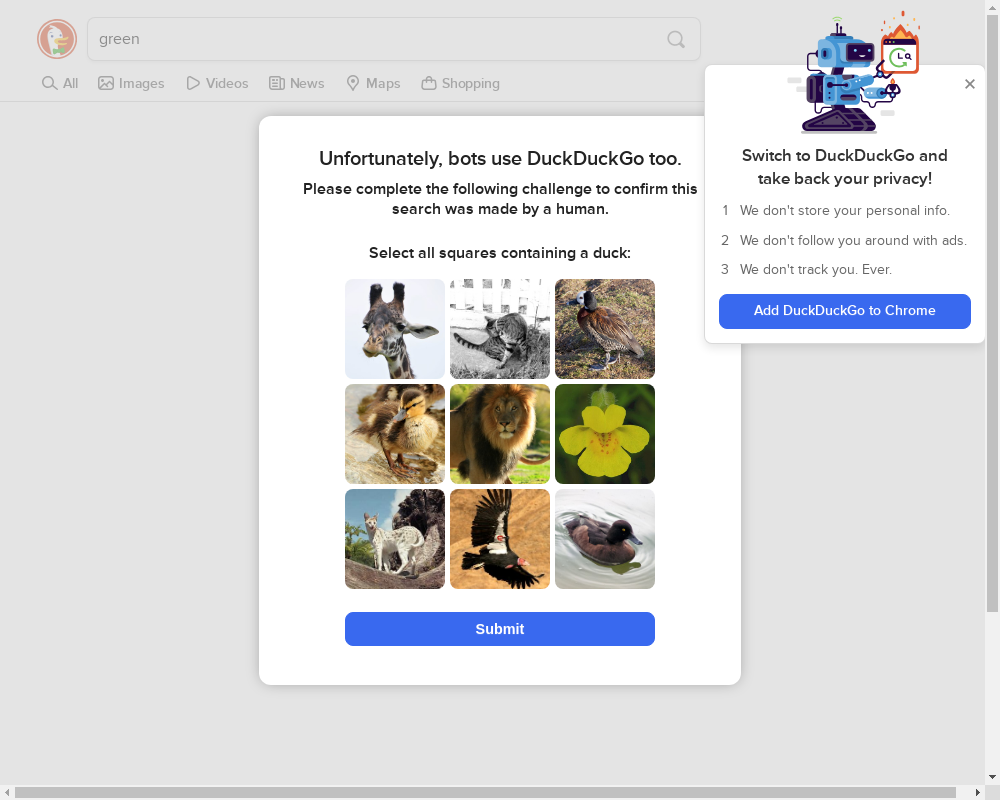 green
All
Images
Videos
News
Maps
Shopping
Unfortunately, bots use DuckDuckGo too.
Please complete the following challenge to confirm this
search was made by a human.
Select all squares containing a duck:
Submit
Switch to DuckDuckGo and
take back your privacy!
1 We don't store your personal info.
2 We don't follow you around with ads.
3 We don't track you. Ever.
Add DuckDuckGo to Chrome